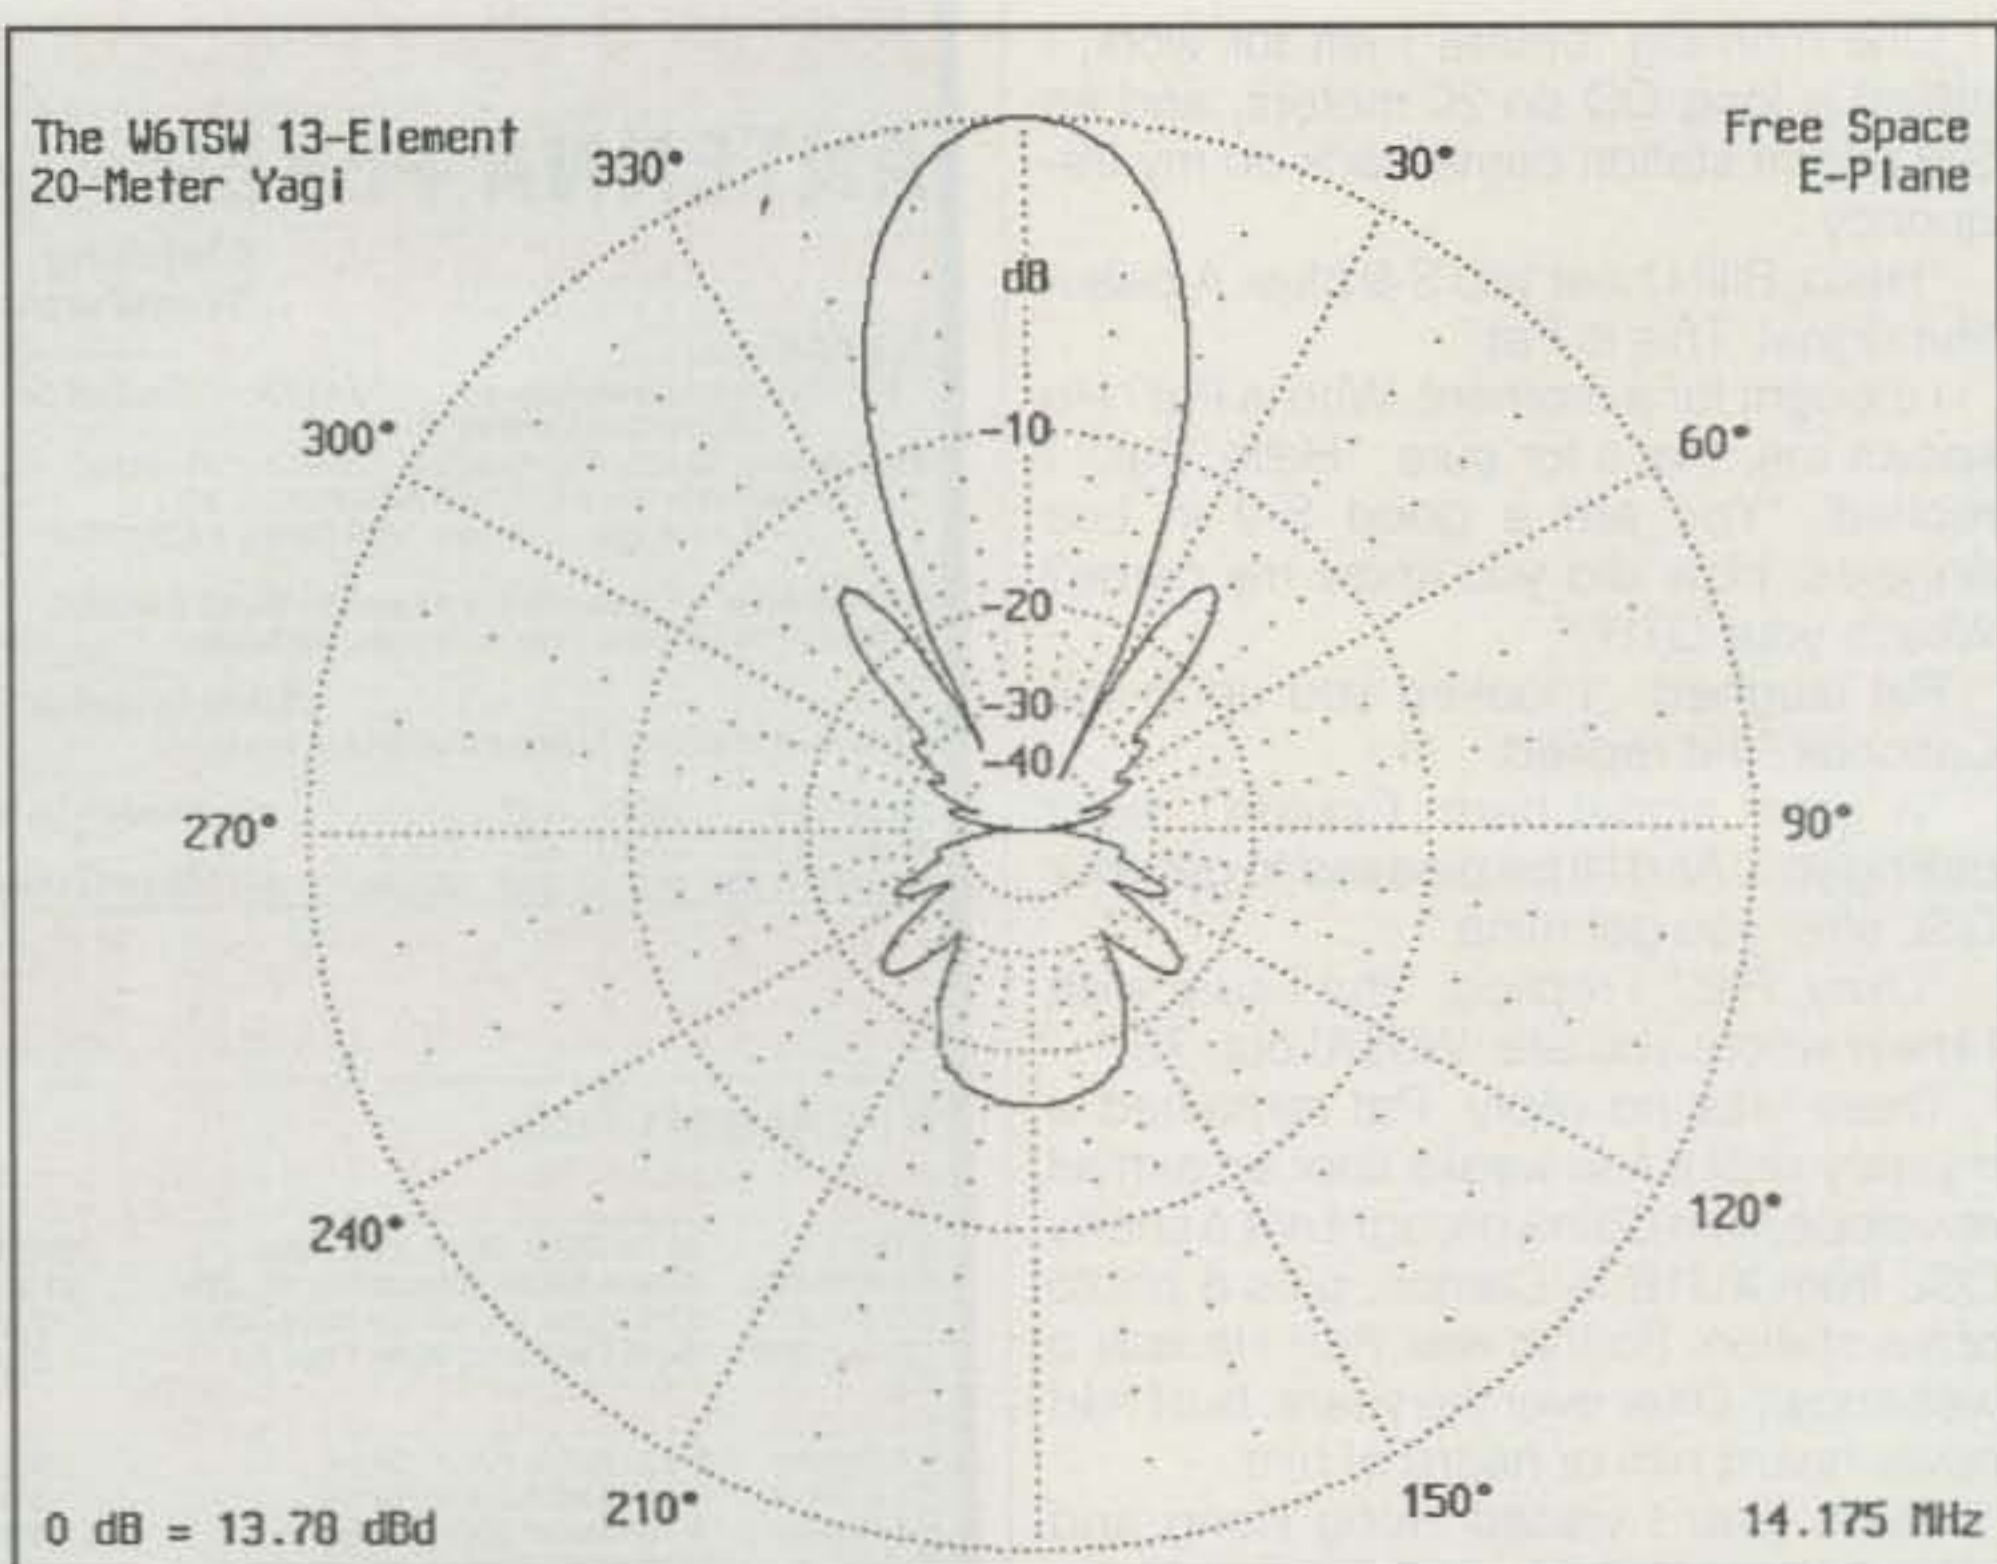 The W6TSW 13-Element
20-Meter Yagi
Free Space
E-Plane
330°
30°
dB
300°
60°
-10
-20
-30
-40
270°
90°
240°
120°
210°
150°
0 dB = 13.78 dBd
14.175 MHz